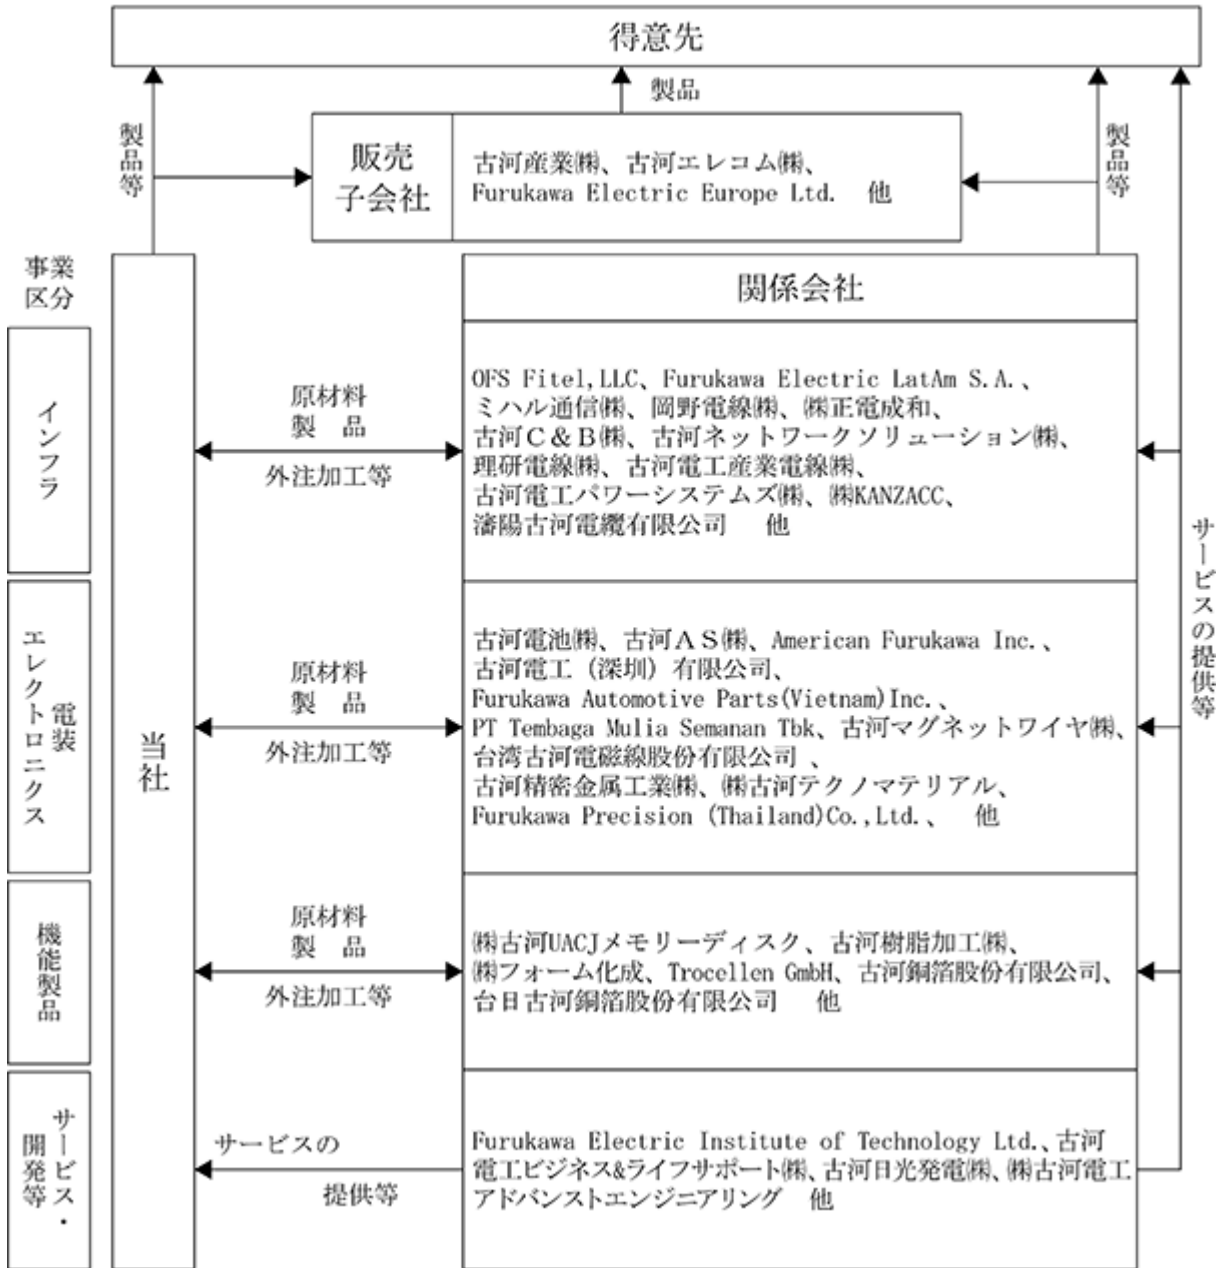 得意先
製品
製品等
製品等
販売
子会社
古河産業㈱、古河エレコム㈱、
Furukawa Electric Europe Ltd. 他
事業
区分
関係会社
当社
インフラ
原材料
製 品
外注加工等
OFS Fitel,LLC、Furukawa Electric LatAm S.A.、
ミハル通信㈱、岡野電線㈱、㈱正電成和、
古河C&B㈱、古河ネットワークソリューション㈱、
理研電線㈱、古河電工産業電線㈱、
古河電工パワーシステムズ㈱、㈱KANZACC、
瀋陽古河電纜有限公司 他
サービスの提供等
電装
エレクトロニクス
原材料
製 品
外注加工等
古河電池㈱、古河AS㈱、American Furukawa Inc.、
古河電工（深圳）有限公司、
Furukawa Automotive Parts(Vietnam)Inc.、
PT Tembaga Mulia Semanan Tbk、古河マグネットワイヤ㈱、
台湾古河電磁線股份有限公司 、
古河精密金属工業㈱、㈱古河テクノマテリアル、
Furukawa Precision (Thailand)Co.,Ltd.、 他
機能製品
原材料
製 品
外注加工等
㈱古河UACJメモリーディスク、古河樹脂加工㈱、
㈱フォーム化成、Trocellen GmbH、古河銅箔股份有限公司、
台日古河銅箔股份有限公司 他
サービス・
開発等
サービスの
提供等
Furukawa Electric Institute of Technology Ltd.、古河
電工ビジネス&ライフサポート㈱、古河日光発電㈱、㈱古河電工
アドバンストエンジニアリング 他